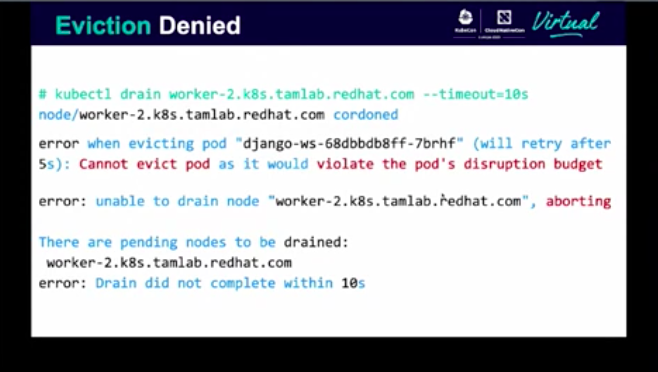 Eviction Denied
KubeCon
CloudNativeCon
Virtual
# kubectl drain worker-2.k8s.tamlab.redhat.com --timeout=10s
node/worker-2.k8s.tamlab.redhat.com cordoned
error when evicting pod "django-ws-68dbbdb8ff-7brhf" (will retry after
5s): Cannot evict pod as it would violate the pod's disruption budget
error: unable to drain node "worker-2.k8s.tamlab.redhat.com", aborting
There are pending nodes to be drained:
worker-2.k8s.tamlab.redhat.com
error: Drain did not complete within 10s